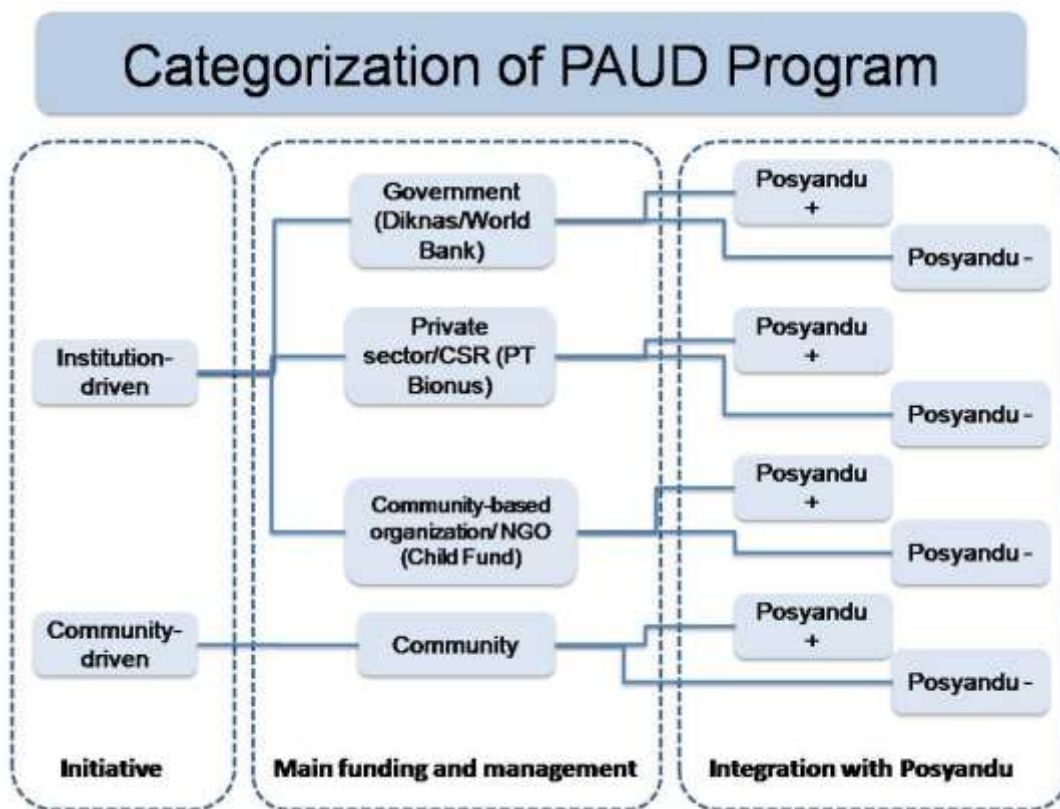 Categorization of PAUD Program
Institution-
driven
Community-
driven
Initiative
Government
(Diknas/World
Bank)
Private
sector/CSR (PT
Bionus)
Community-based
organization/ NGO
(Child Fund)
Community
Main funding and management
Posyandu
+
Posyandu -
Posyandu
+
Posyandu -
Posyandu
+
Posyandu -
Posyandu
+
Posyandu -
Integration with Posyandu